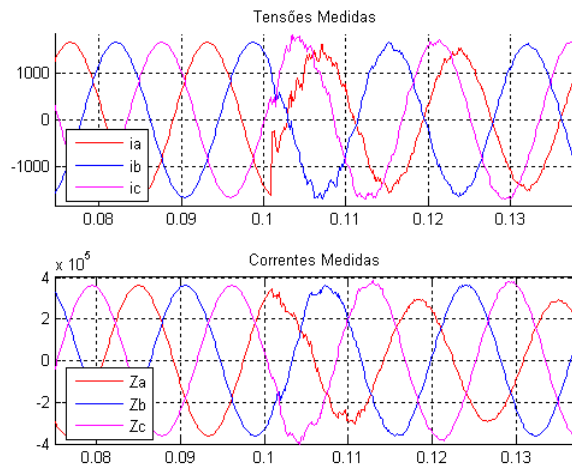 Tensões Medidas
1000
0
-1000
ia
ib
ic
0.08 0.09 0.1 0.11 0.12 0.13
x 10^5
Correntes Medidas
4
2
0
-2
-4
Za
Zb
Zc
0.08 0.09 0.1 0.11 0.12 0.13